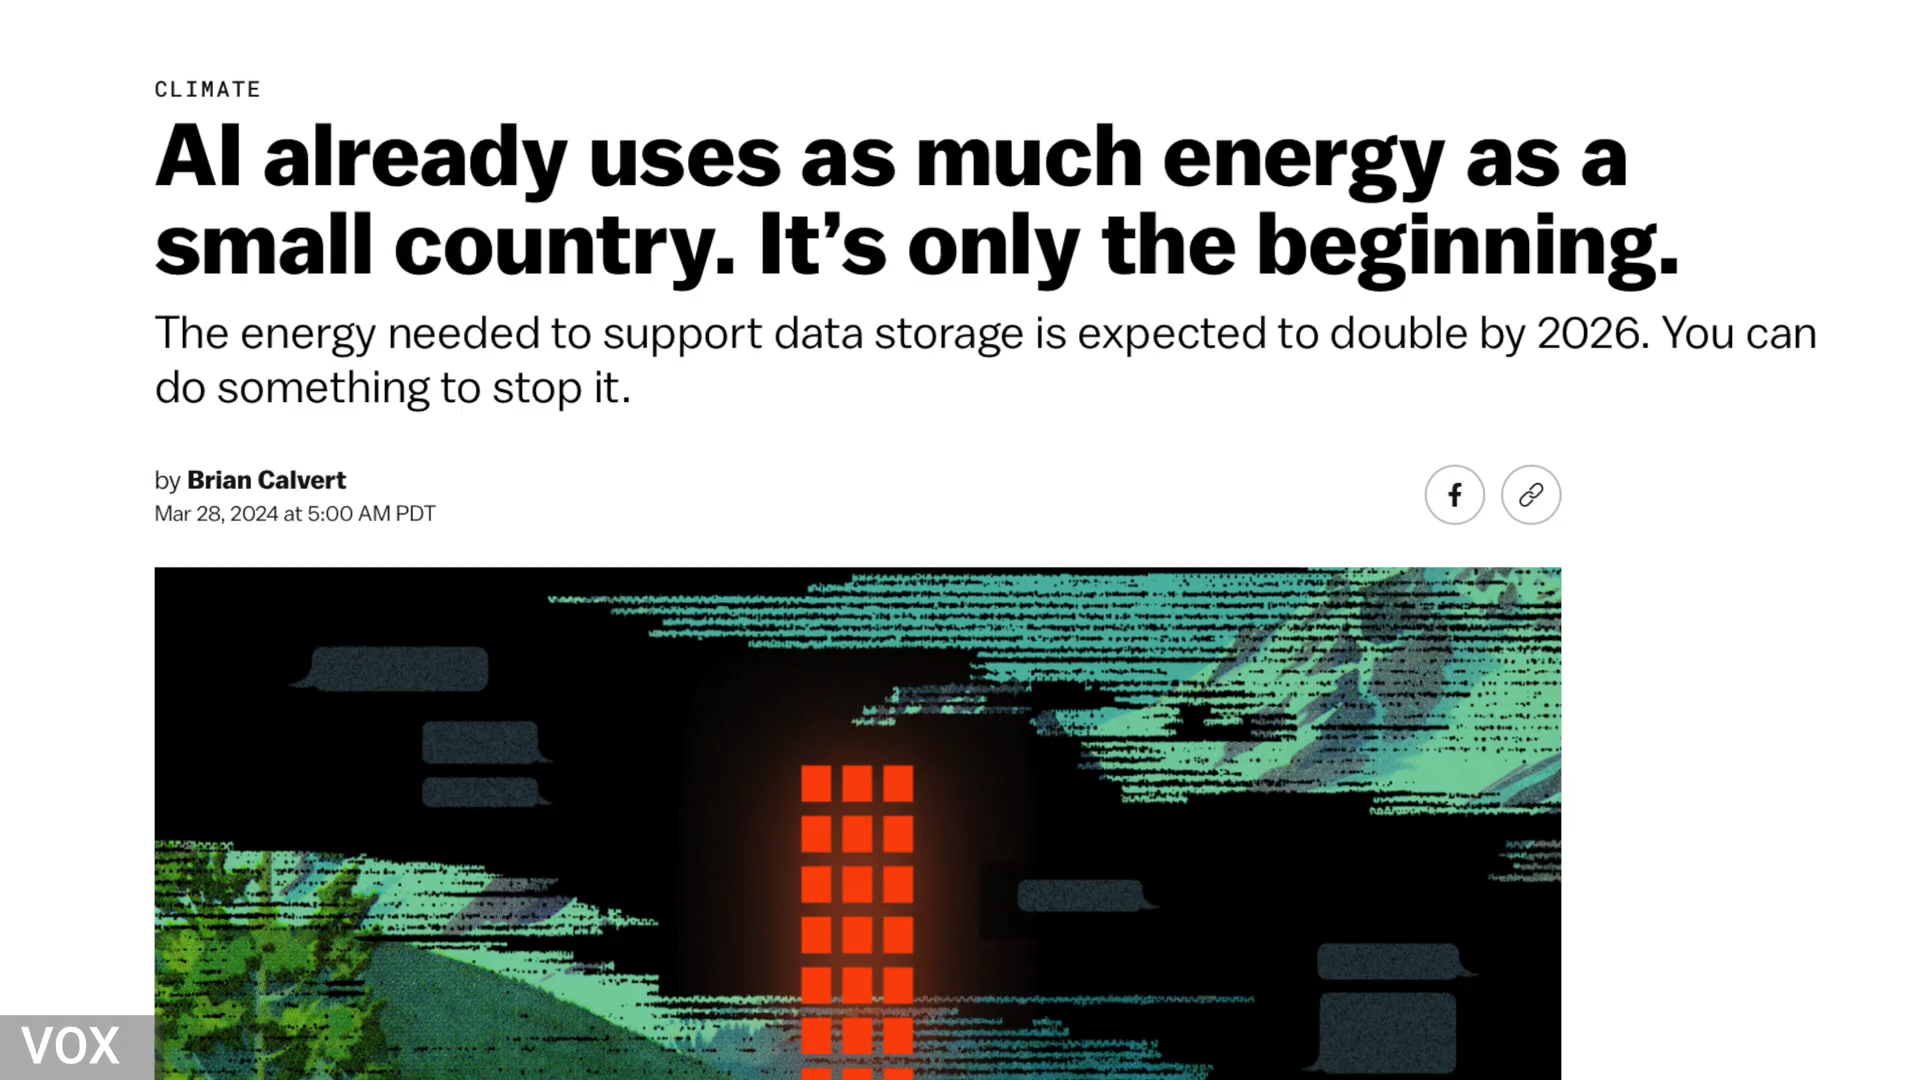 CLIMATE
AI already uses as much energy as a
small country. It’s only the beginning.
The energy needed to support data storage is expected to double by 2026. You can
do something to stop it.
by Brian Calvert
Mar 28, 2024 at 5:00 AM PDT
VOX